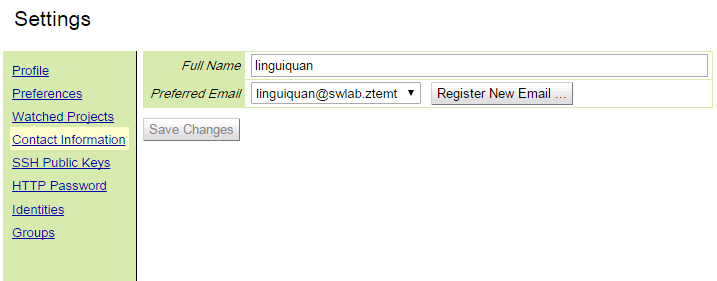 Settings
Profile
Preferences
Watched Projects
Contact Information
SSH Public Keys
HTTP Password
Identities
Groups
Full Name linguiquan
Preferred Email linguiquan@swlab.ztemt Register New Email ...
Save Changes